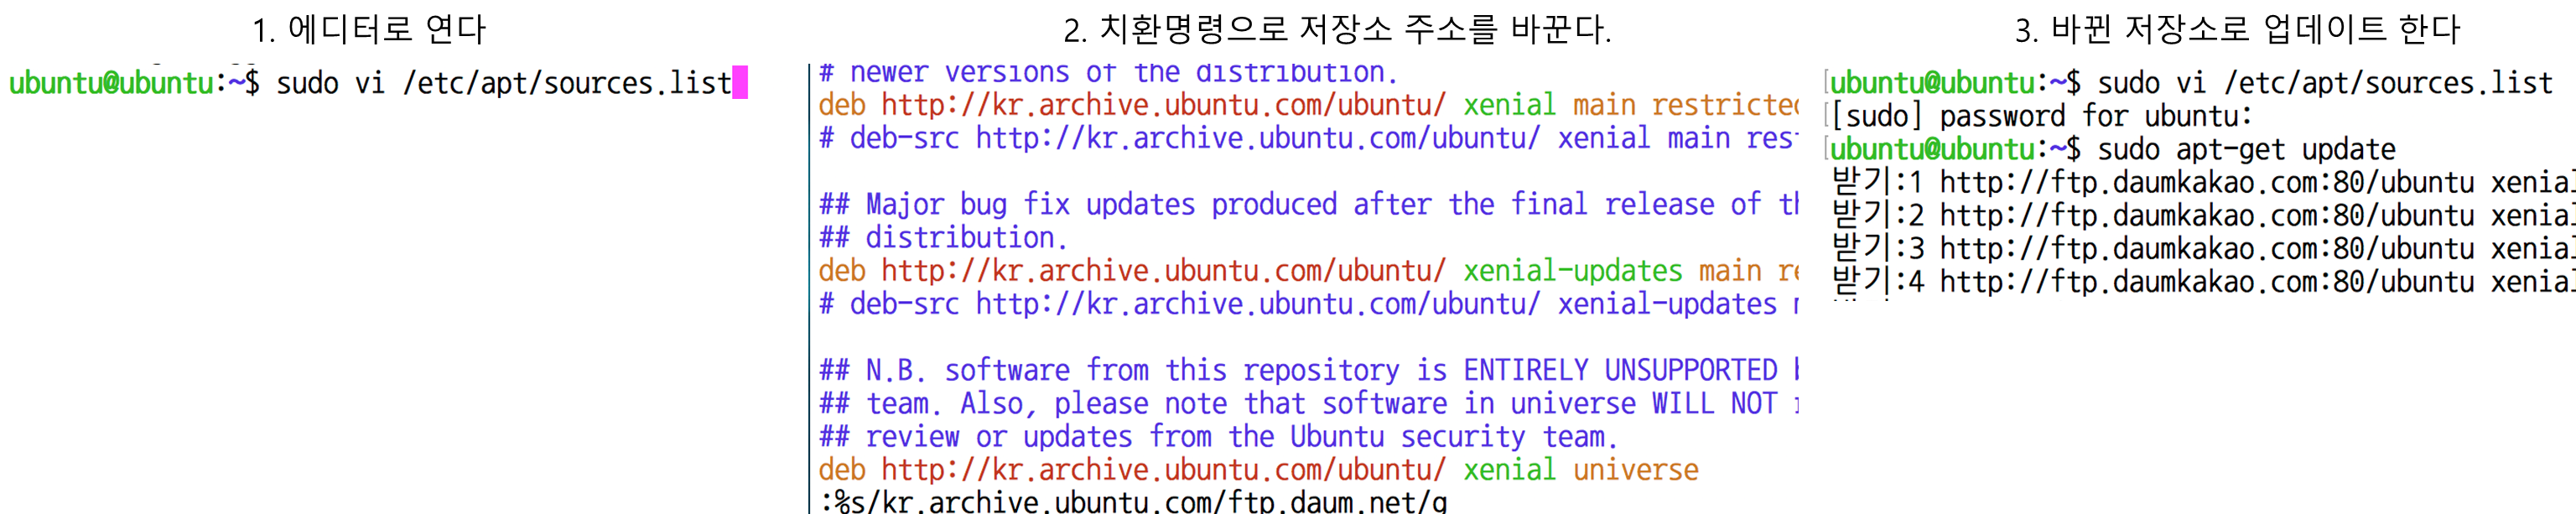 1. 에디터로 연다
ubuntu@ubuntu:~$ sudo vi /etc/apt/sources.list
2. 치환명령으로 저장소 주소를 바꾼다.
# newer versions of the distribution.
deb http://kr.archive.ubuntu.com/ubuntu/ xenial main restricted
# deb-src http://kr.archive.ubuntu.com/ubuntu/ xenial main res
## Major bug fix updates produced after the final release of th
## distribution.
deb http://kr.archive.ubuntu.com/ubuntu/ xenial-updates main re
# deb-src http://kr.archive.ubuntu.com/ubuntu/ xenial-updates
## N.B. software from this repository is ENTIRELY UNSUPPORTED
## team. Also, please note that software in universe WILL NOT
## review or updates from the Ubuntu security team.
deb http://kr.archive.ubuntu.com/ubuntu/ xenial universe
:%s/kr.archive.ubuntu.com/ftp.daum.net/g
3. 바뀐 저장소로 업데이트 한다
[ubuntu@ubuntu:~$ sudo vi /etc/apt/sources.list
[[sudo] password for ubuntu:
[ubuntu@ubuntu:~$ sudo apt-get update
받기:1 http://ftp.daumkakao.com:80/ubuntu xenial
받기:2 http://ftp.daumkakao.com:80/ubuntu xenial
받기:3 http://ftp.daumkakao.com:80/ubuntu xenial
받기:4 http://ftp.daumkakao.com:80/ubuntu xenial